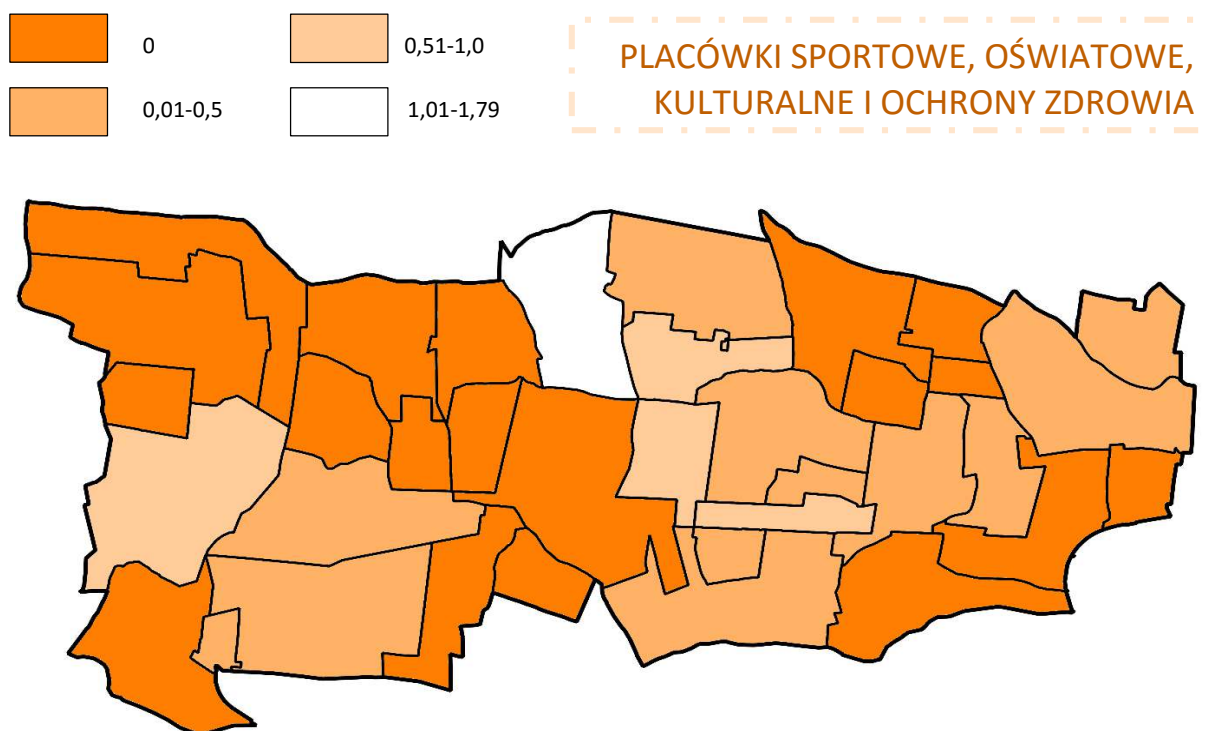 0
0,51-1,0
0,01-0,5
1,01-1,79
PLACÓWKI SPORTOWE, OŚWIATOWE,
KULTURALNE I OCHRONY ZDROWIA